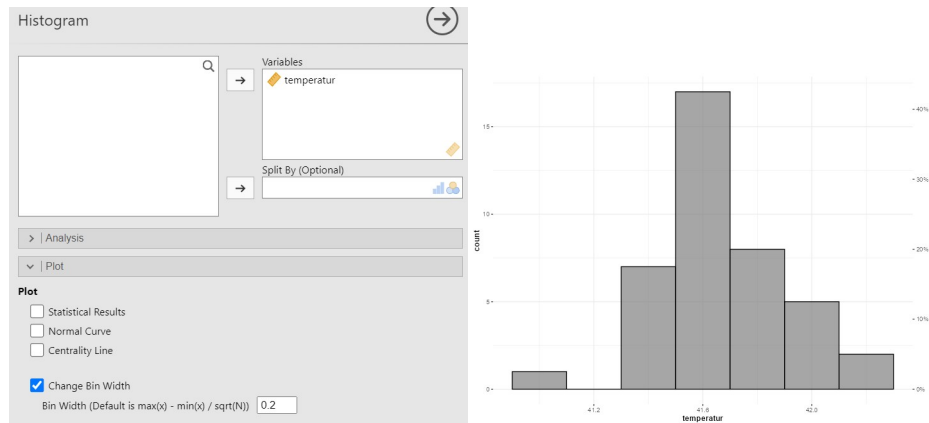 Histogram
Variables
temperatur
Split By (Optional)
> | Analysis
| Plot
Plot
Statistical Results
Normal Curve
Centrality Line
Change Bin Width
Bin Width (Default is max(x) - min(x) / sqrt(N)) 0.2
count
15
10
5
0
40%
30%
20%
10%
0%
41.2 41.6 42.0
temperatur